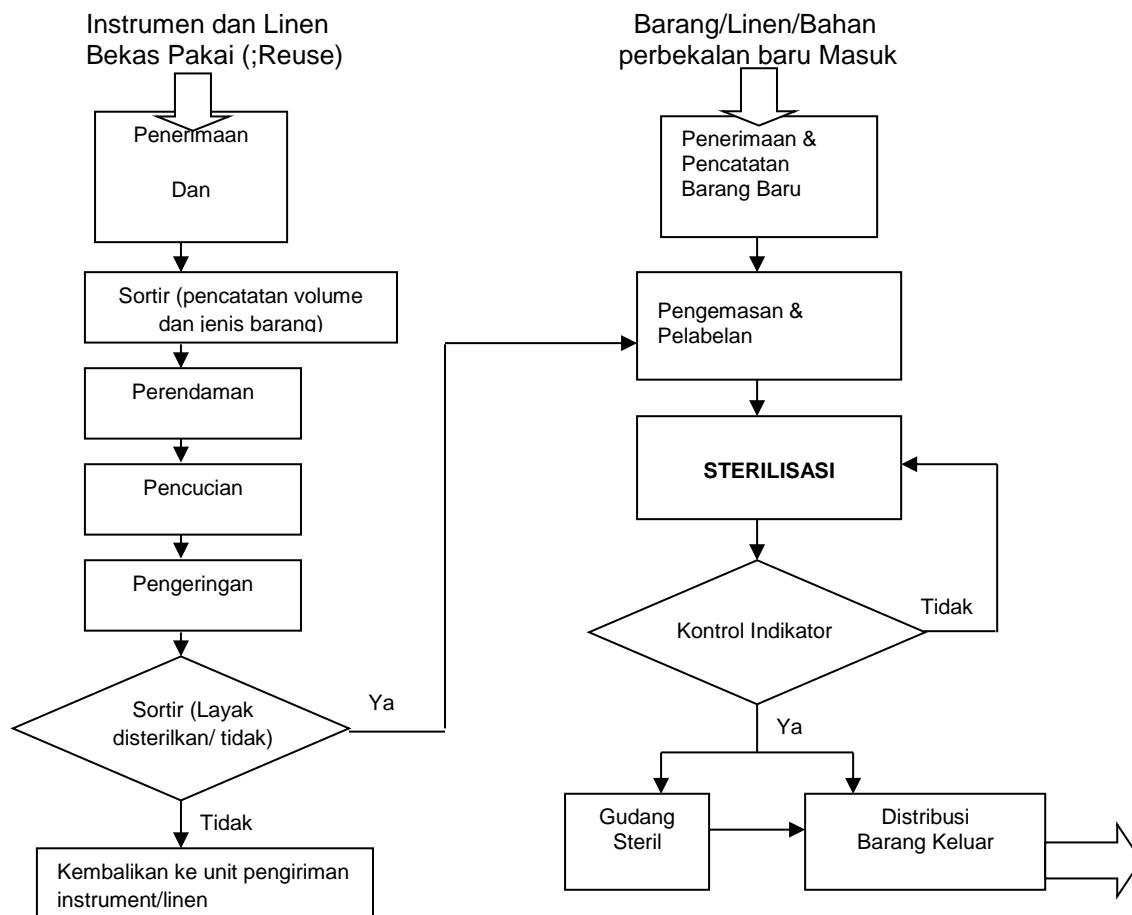 Instrumen dan Linen
Bekas Pakai (;Reuse)
Penerimaan
Dan
Sortir (pencatatan volume
dan jenis barang)
Perendaman
Pencucian
Pengeringan
Sortir (Layak
disterilkan/ tidak)
Ya
Tidak
Kembalikan ke unit pengiriman
instrument/linen
Barang/Linen/Bahan
perbekalan baru Masuk
Penerimaan &
Pencatatan
Barang Baru
Pengemasan &
Pelabelan
STERILISASI
Kontrol Indikator
Tidak
Ya
Gudang
Steril
Distribusi
Barang Keluar